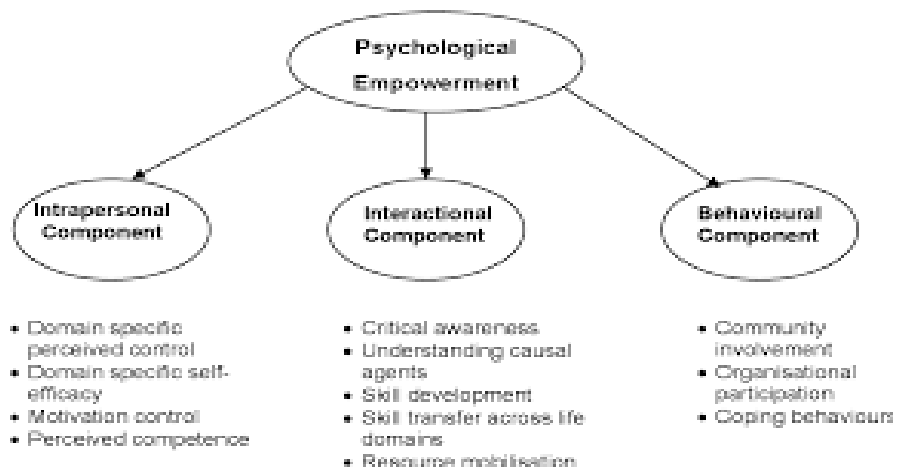 Psychological
Empowerment
Intrapersonal
Component
Interactional
Component
Behavioural
Component
• Domain specific
perceived control
• Domain specific self-
efficacy
• Motivation control
• Perceived competence
• Critical awareness
• Understanding causal
agents
• Skill development
• Skill transfer across life
domains
• Resource mobilisation
• Community
involvement
• Organisational
participation
• Coping behaviours